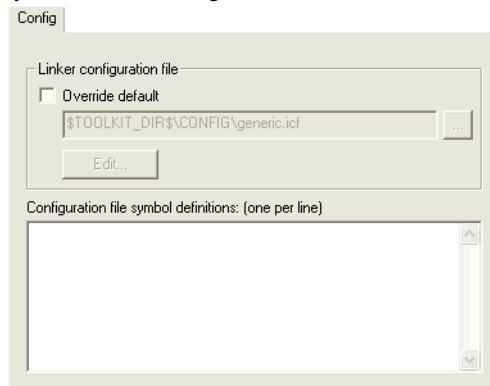 Config
Linker configuration file
Override default
$TOOLKIT_DIR$\CONFIG\generic.icf
...
Edit...
Configuration file symbol definitions: (one per line)